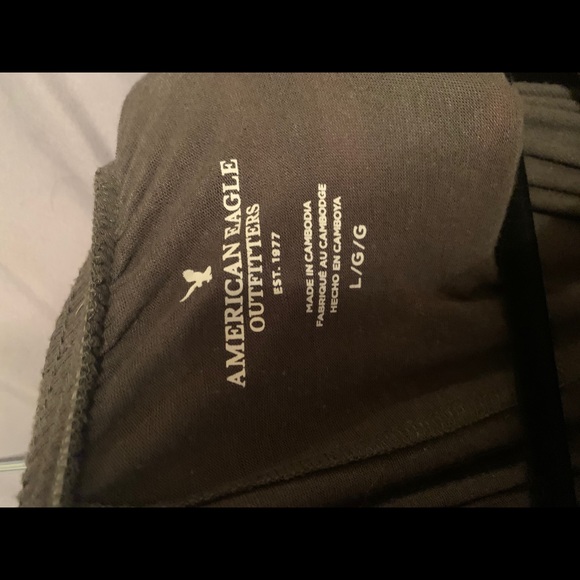 AMERICAN EAGLE
OUTFITTERS
EST. 1977
MADE IN CAMBODIA
FABRIQUÉ AU CAMBODGE
HECHO EN CAMBOYA
L/G/G